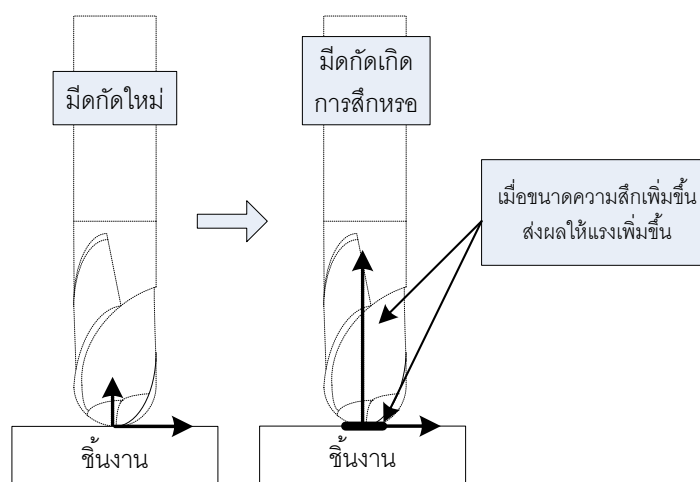 มีดกัดใหม่
มีดกัดเกิด
การสึกหรอ
เมื่อขนาดความสึกเพิ่มขึ้น
ส่งผลให้แรงเพิ่มขึ้น
ชิ้นงาน
ชิ้นงาน